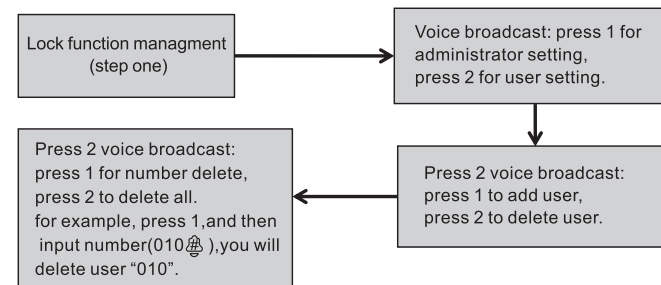 Lock function managment
(step one)
Voice broadcast: press 1 for
administrator setting,
press 2 for user setting.
Press 2 voice broadcast:
press 1 to add user,
press 2 to delete user.
Press 2 voice broadcast:
press 1 for number delete,
press 2 to delete all.
for example, press 1,and then
input number(010# ),you will
delete user “010”.